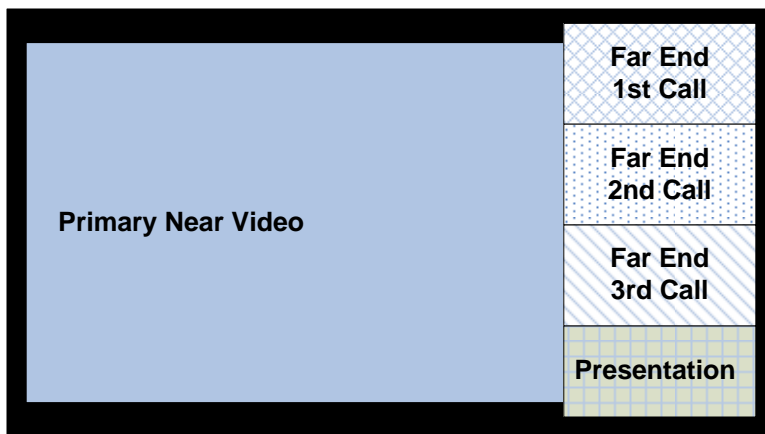 Far End
1st Call
Far End
2nd Call
Primary Near Video
Far End
3rd Call
Presentation